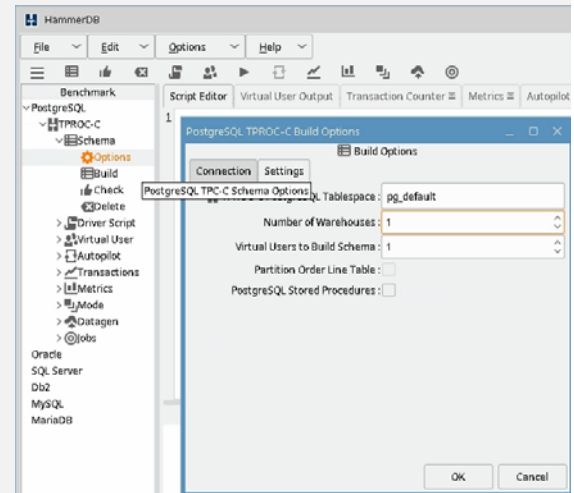 HammerDB
File Edit Options Help
Benchmark
Script Editor Virtual User Output Transaction Counter Metrics Autopilot
PostgreSQL
1
TPROC-C
PostgreSQL TPROC-C Build Options
Schema
Build Options
Options
Connection Settings
Build
Check
PostgreSQL TPC-C Schema Options
QL Tablespace : pg_default
Delete
Number of Warehouses : 1
Driver Script
Virtual User
Virtual Users to Build Schema : 1
Autopilot
Partition Order Line Table :
Transactions
Metrics
PostgreSQL Stored Procedures :
Mode
Datagen
Jobs
Oracle
SQL Server
Db2
MySQL
MariaDB
OK Cancel